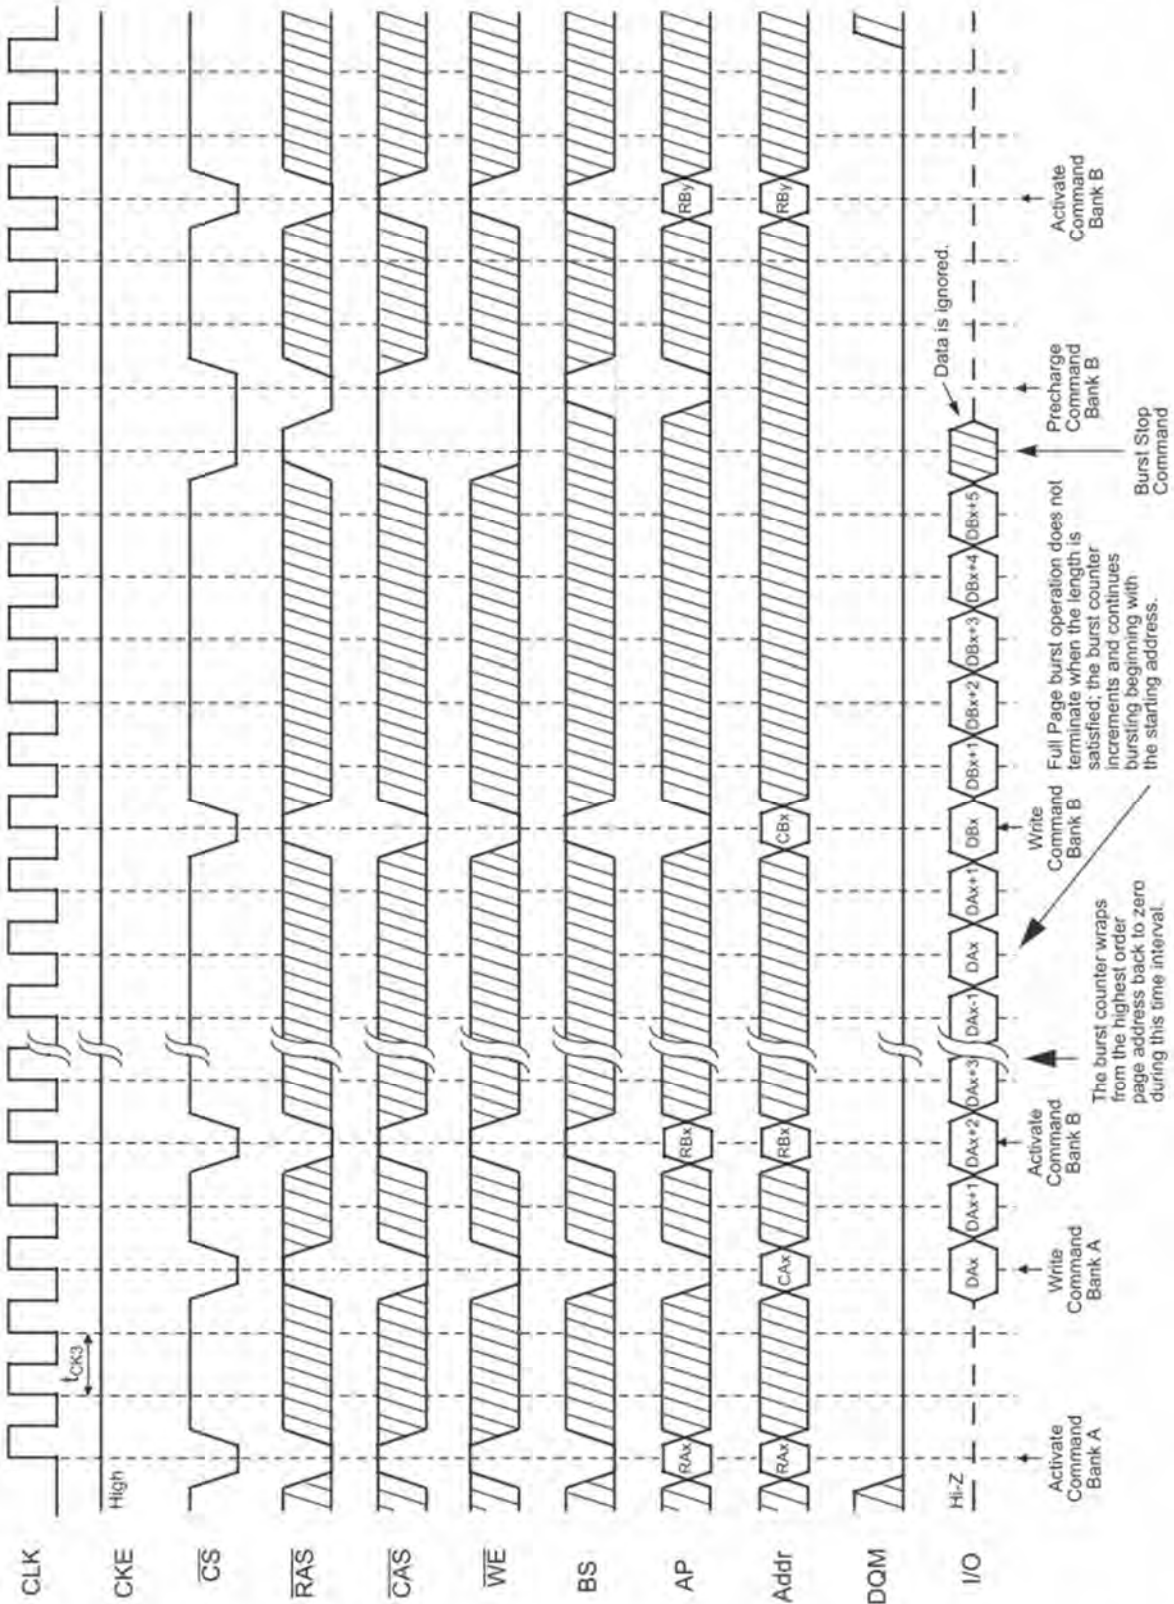 CLK
t_CK3
CKE
High
C̅S̅
R̅A̅S̅
C̅A̅S̅
W̅E̅
BS
AP
RAx
RBx
RBy
Addr
RAx
CAx
RBx
CBx
RBy
DQM
I/O
Hi-Z
DAx
DAx+1
DAx+2
DAx+3
DAx-1
DAx
DAx+1
DBx
DBx+1
DBx+2
DBx+3
DBx+4
DBx+5
Data is ignored.
Activate
Command
Bank A
Write
Command
Bank A
Activate
Command
Bank B
The burst counter wraps
from the highest order
page address back to zero
during this time interval.
Write
Command
Bank B
Full Page burst operation does not
terminate when the length is
satisfied; the burst counter
increments and continues
bursting beginning with
the starting address.
Burst Stop
Command
Precharge
Command
Bank B
Activate
Command
Bank B